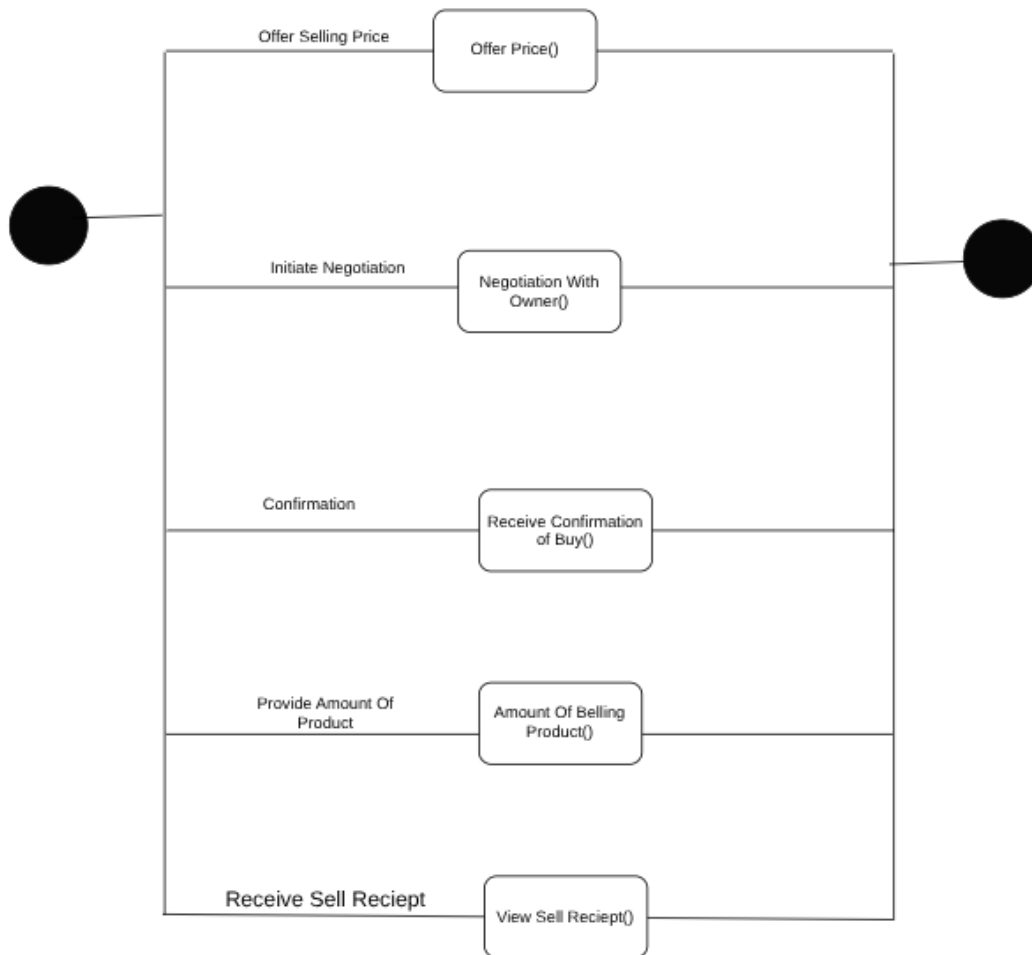 Offer Selling Price
Offer Price()
Initiate Negotiation
Negotiation With
Owner()
Confirmation
Receive Confirmation
of Buy()
Provide Amount Of
Product
Amount Of Belling
Product()
Receive Sell Reciept
View Sell Reciept()